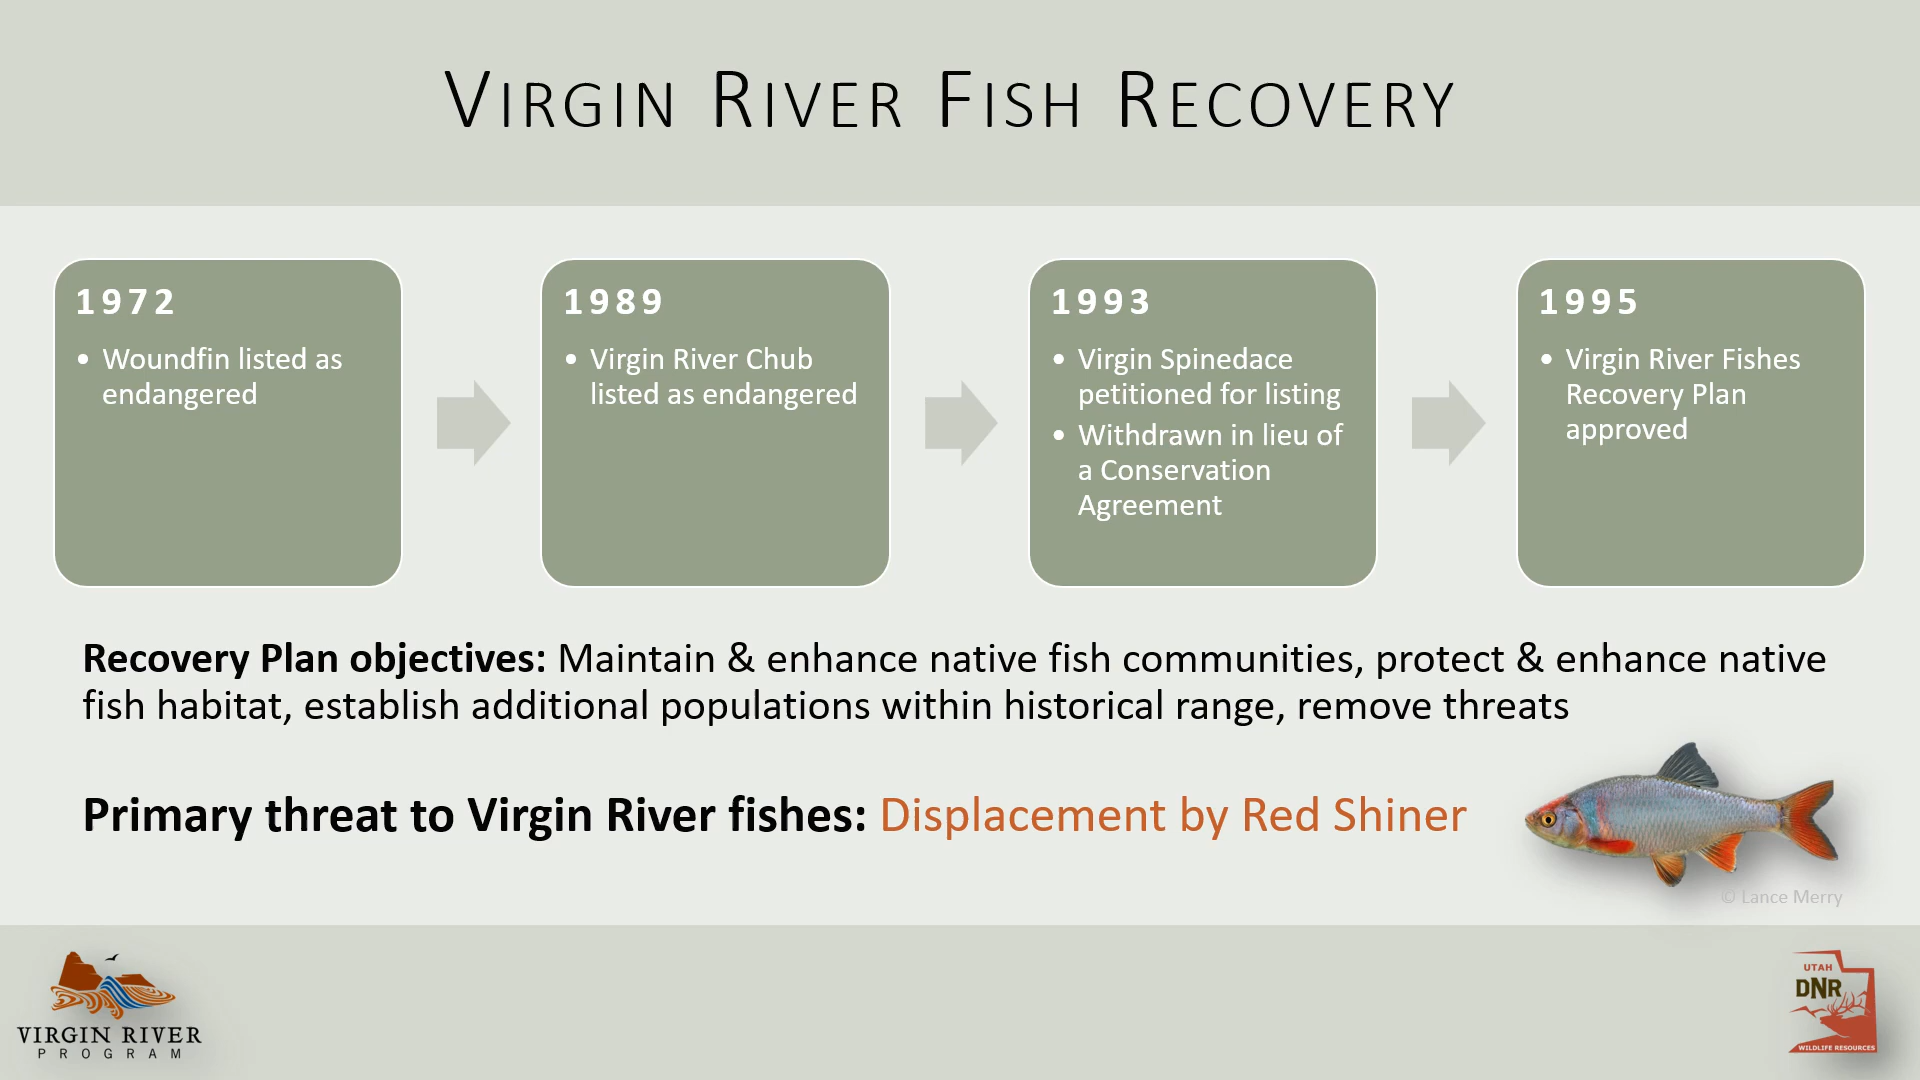 VIRGIN RIVER FISH RECOVERY
1972
• Woundfin listed as
endangered
1989
• Virgin River Chub
listed as endangered
1993
• Virgin Spinedace
petitioned for listing
• Withdrawn in lieu of
a Conservation
Agreement
1995
• Virgin River Fishes
Recovery Plan
approved
Recovery Plan objectives: Maintain & enhance native fish communities, protect & enhance native
fish habitat, establish additional populations within historical range, remove threats
Primary threat to Virgin River fishes: Displacement by Red Shiner
© Lance Merry
VIRGIN RIVER
PROGRAM
UTAH
DNR
WILDLIFE RESOURCES